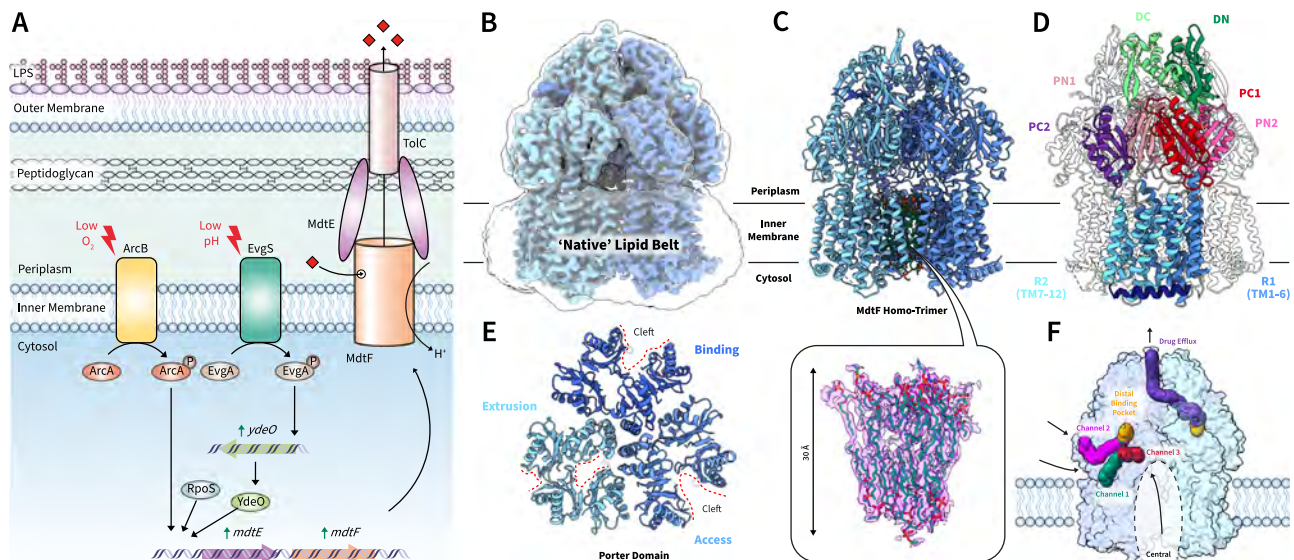 A
LPS
Outer Membrane
TolC
Peptidoglycan
MdtE
Low
O2
ArcB
Low
pH
EvgS
Periplasm
Inner Membrane
Cytosol
MdtF
H+
ArcA
ArcA
P
EvgA
EvgA
P
↑ ydeO
RpoS
YdeO
↑ mdtE
↑ mdtF
B
'Native' Lipid Belt
C
Periplasm
Inner
Membrane
Cytosol
MdtF Homo-Trimer
30 Å
D
DC
DN
PN1
PC1
PC2
PN2
R2
(TM7-12)
R1
(TM1-6)
E
Cleft
Binding
Extrusion
Cleft
Access
Porter Domain
F
Drug Efflux
Distal
Binding
Pocket
Channel 2
Channel 3
Channel 1
Central